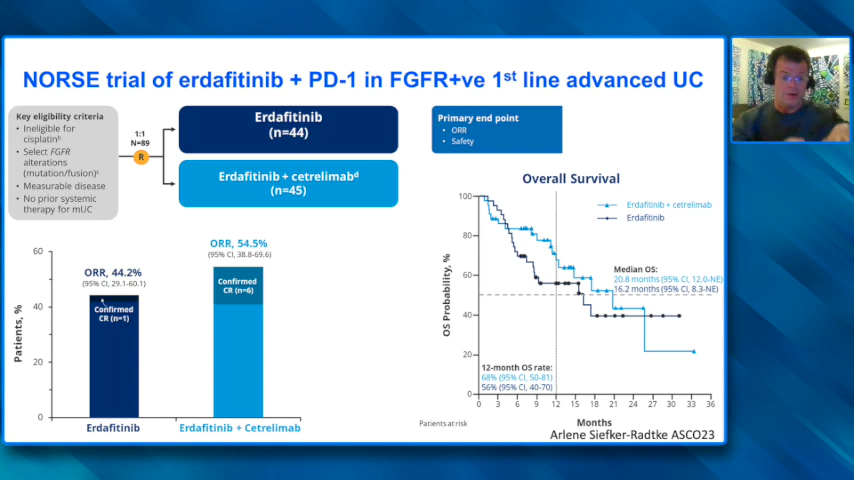 NORSE trial of erdafitinib + PD-1 in FGFR+ve 1st line advanced UC
Key eligibility criteria
• Ineligible for
cisplatinᵇ
• Select FGFR
alterations
(mutation/fusion)ᶜ
• Measurable disease
• No prior systemic
therapy for mUC
1:1
N=89
R
Erdafitinib
(n=44)
Erdafitinib + cetrelimabᵈ
(n=45)
Primary end point
• ORR
• Safety
Patients, %
60
40
20
0
ORR, 44.2%
(95% CI, 29.1-60.1)
Confirmed
CR (n=1)
ORR, 54.5%
(95% CI, 38.8-69.6)
Confirmed
CR (n=6)
Erdafitinib
Erdafitinib + Cetrelimab
Overall Survival
Erdafitinib + cetrelimab
Erdafitinib
OS Probability, %
100
80
60
40
20
0
Median OS:
20.8 months (95% CI, 12.0-NE)
16.2 months (95% CI, 8.3-NE)
12-month OS rate:
68% (95% CI, 50-81)
56% (95% CI, 40-70)
0 3 6 9 12 15 18 21 24 27 30 33 36
Months
Patients at risk
Arlene Siefker-Radtke ASCO23